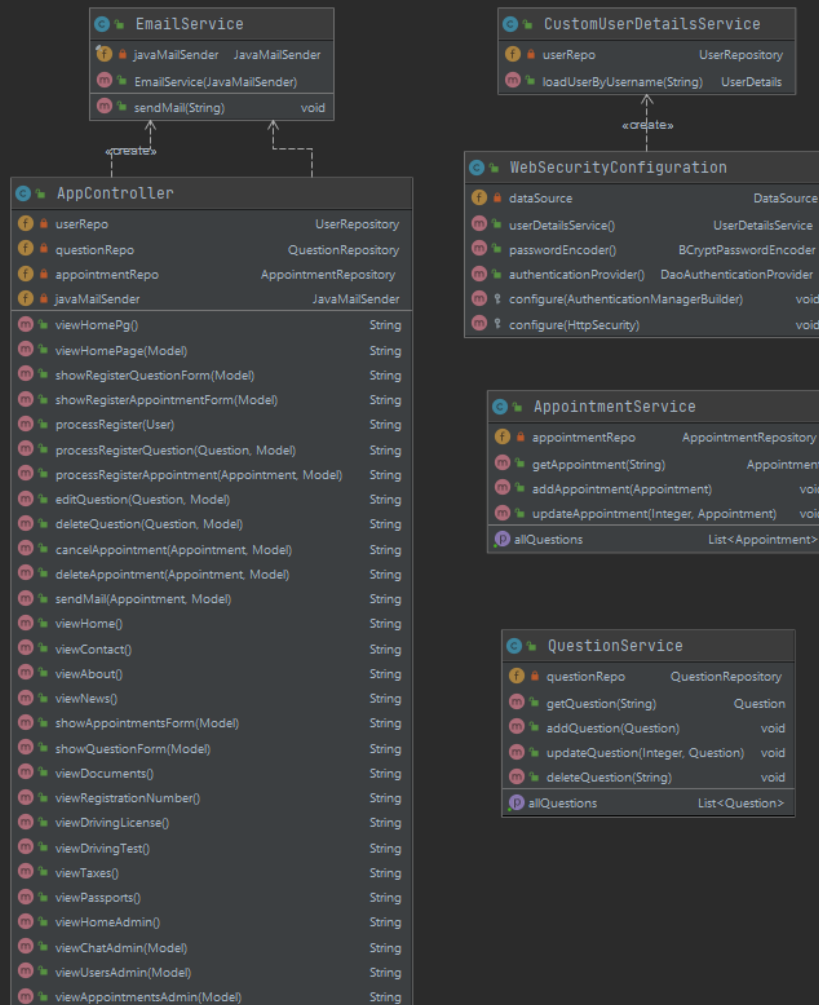 EmailService
javaMailSender JavaMailSender
EmailService(JavaMailSender)
sendMail(String) void
«create»
AppController
userRepo UserRepository
questionRepo QuestionRepository
appointmentRepo AppointmentRepository
javaMailSender JavaMailSender
viewHomePg() String
viewHomePage(Model) String
showRegisterQuestionForm(Model) String
showRegisterAppointmentForm(Model) String
processRegister(User) String
processRegisterQuestion(Question, Model) String
processRegisterAppointment(Appointment, Model) String
editQuestion(Question, Model) String
deleteQuestion(Question, Model) String
cancelAppointment(Appointment, Model) String
deleteAppointment(Appointment, Model) String
sendMail(Appointment, Model) String
viewHome() String
viewContact() String
viewAbout() String
viewNews() String
showAppointmentsForm(Model) String
showQuestionForm(Model) String
viewDocuments() String
viewRegistrationNumber() String
viewDrivingLicense() String
viewDrivingTest() String
viewTaxes() String
viewPassports() String
viewHomeAdmin() String
viewChatAdmin(Model) String
viewUsersAdmin(Model) String
viewAppointmentsAdmin(Model) String
CustomUserDetailsService
userRepo UserRepository
loadUserByUsername(String) UserDetails
«create»
WebSecurityConfiguration
dataSource DataSource
userDetailsService() UserDetailsService
passwordEncoder() BCryptPasswordEncoder
authenticationProvider() DaoAuthenticationProvider
configure(AuthenticationManagerBuilder) void
configure(HttpSecurity) void
AppointmentService
appointmentRepo AppointmentRepository
getAppointment(String) Appointment
addAppointment(Appointment) void
updateAppointment(Integer, Appointment) void
allQuestions List<Appointment>
QuestionService
questionRepo QuestionRepository
getQuestion(String) Question
addQuestion(Question) void
updateQuestion(Integer, Question) void
deleteQuestion(String) void
allQuestions List<Question>